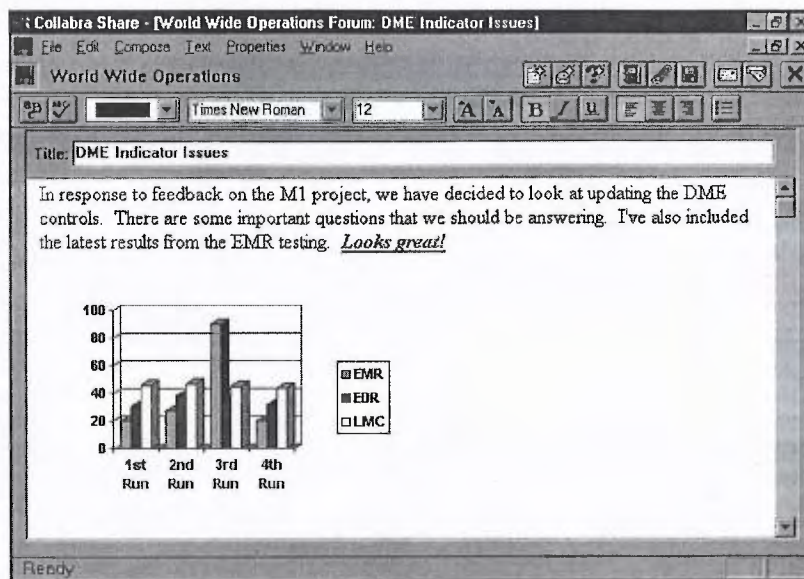 Collabra Share - [World Wide Operations Forum: DME Indicator Issues]
File Edit Compose Text Properties Window Help
World Wide Operations
Times New Roman 12 A A B I U
Title: DME Indicator Issues
In response to feedback on the M1 project, we have decided to look at updating the DME
controls. There are some important questions that we should be answering. I've also included
the latest results from the EMR testing. Looks great!
100
80
60
40
20
0
1st 2nd 3rd 4th
Run Run Run Run
EMR
EDR
LMC
Ready